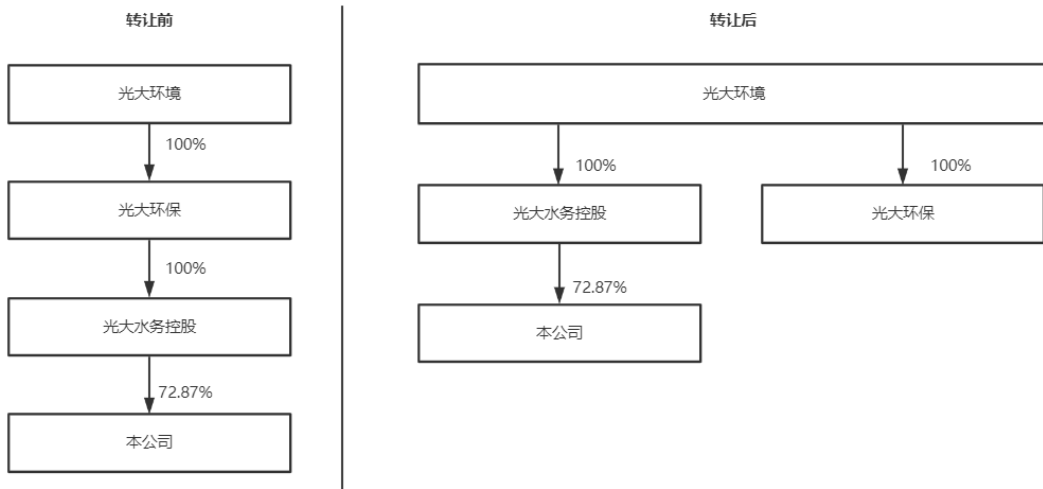 转让前
光大环境
100%
光大环保
100%
光大水务控股
72.87%
本公司
转让后
光大环境
100%
100%
光大水务控股
光大环保
72.87%
本公司